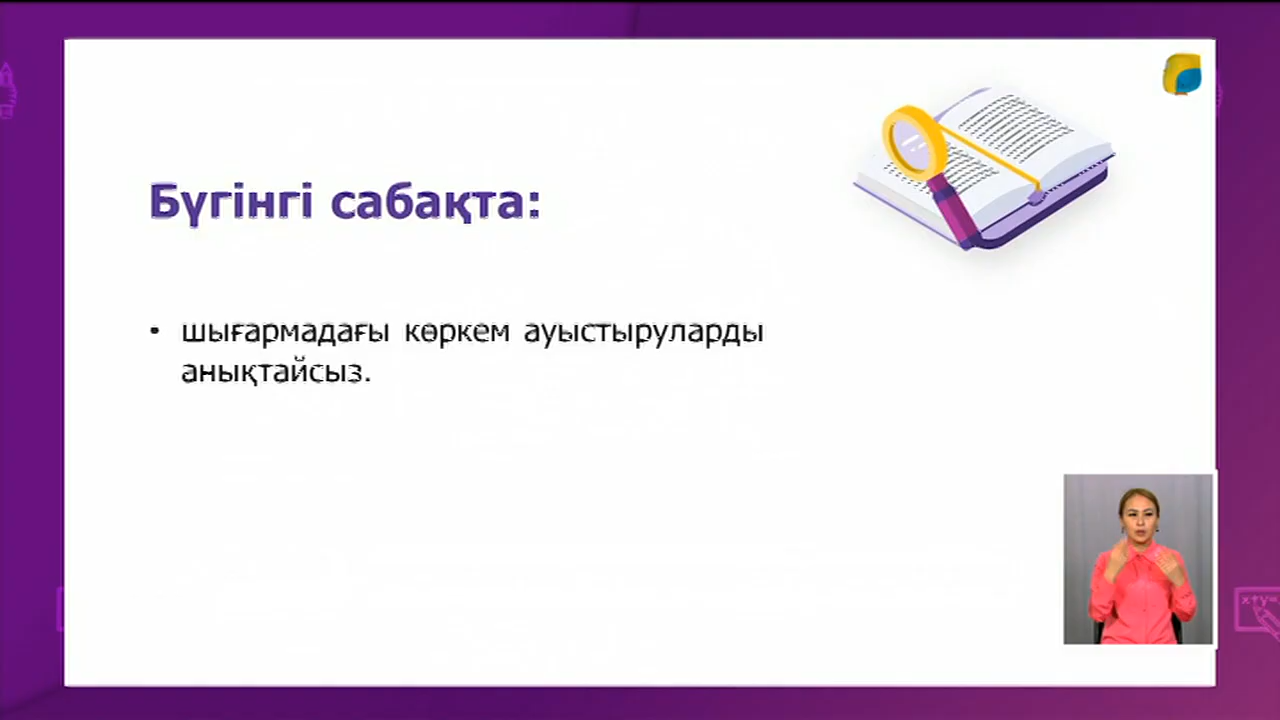 Бүгінгі сабақта:
• шығармадағы көркем ауыстыруларды
анықтайсыз.
x+y=